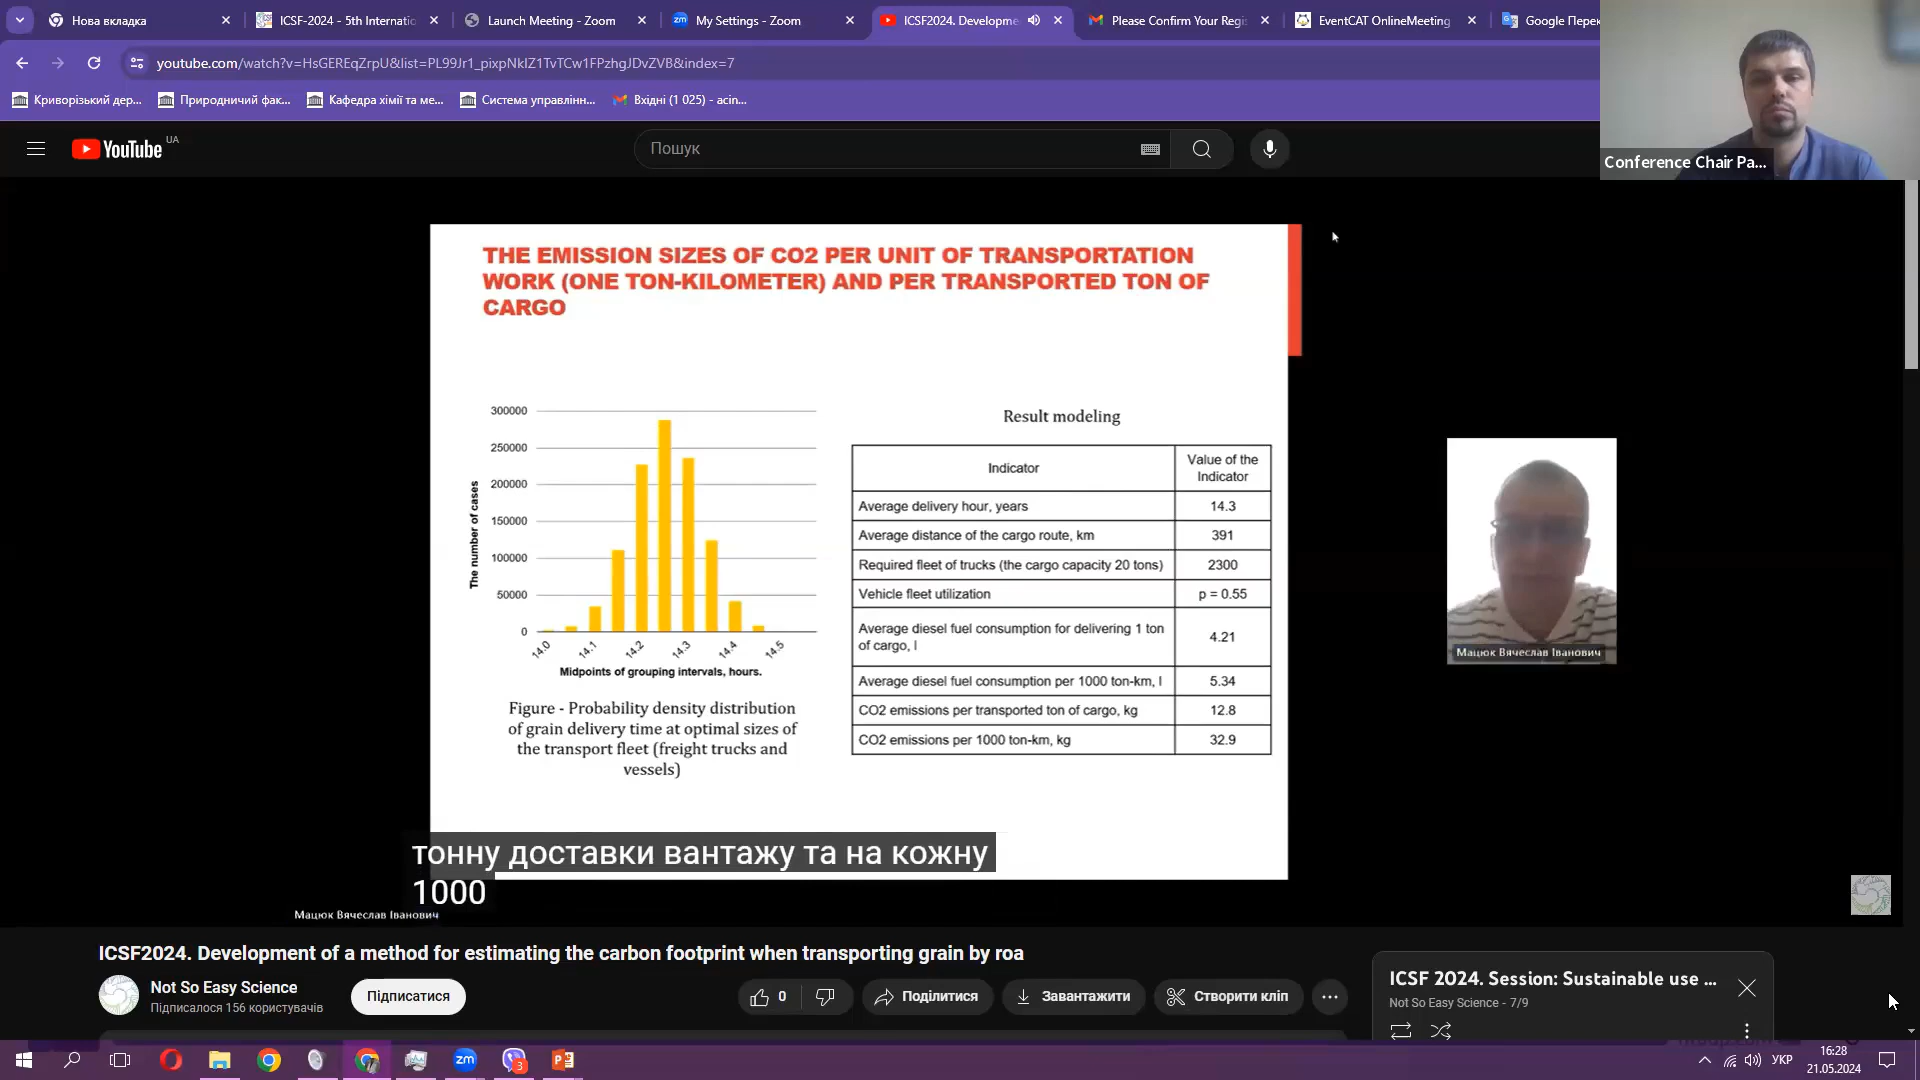 Нова вкладка
ICSF-2024 - 5th Internatio
Launch Meeting - Zoom
My Settings - Zoom
ICSF2024. Developme
Please Confirm Your Regi
EventCAT OnlineMeeting
Google Перек
youtube.com/watch?v=HsGEREqZrpU&list=PL99Jr1_pixpNkIZ1TvTCw1FPzhgJDvZVB&index=7
Криворізький дер...
Природничий фак...
Кафедра хімії та ме...
Система управлінн...
Вхідні (1 025) - acin...
Conference Chair Pa...
YouTube UA
Пошук
THE EMISSION SIZES OF CO2 PER UNIT OF TRANSPORTATION
WORK (ONE TON-KILOMETER) AND PER TRANSPORTED TON OF
CARGO
The number of cases
300000
250000
200000
150000
100000
50000
0
14.0 14.1 14.2 14.3 14.4 14.5
Midpoints of grouping intervals, hours.
Figure - Probability density distribution
of grain delivery time at optimal sizes of
the transport fleet (freight trucks and
vessels)
Result modeling
Indicator
Value of the
Indicator
Average delivery hour, years 14.3
Average distance of the cargo route, km 391
Required fleet of trucks (the cargo capacity 20 tons) 2300
Vehicle fleet utilization p = 0.55
Average diesel fuel consumption for delivering 1 ton
of cargo, l 4.21
Average diesel fuel consumption per 1000 ton-km, l 5.34
CO2 emissions per transported ton of cargo, kg 12.8
CO2 emissions per 1000 ton-km, kg 32.9
Мацюк Вячеслав Іванович
тонну доставки вантажу та на кожну
1000
Мацюк Вячеслав Іванович
ICSF2024. Development of a method for estimating the carbon footprint when transporting grain by roa
Not So Easy Science
Підписалося 156 користувачів
Підписатися
0
Поділитися
Завантажити
Створити кліп
ICSF 2024. Session: Sustainable use ...
Not So Easy Science - 7/9
zm
3
УКР
16:28
21.05.2024